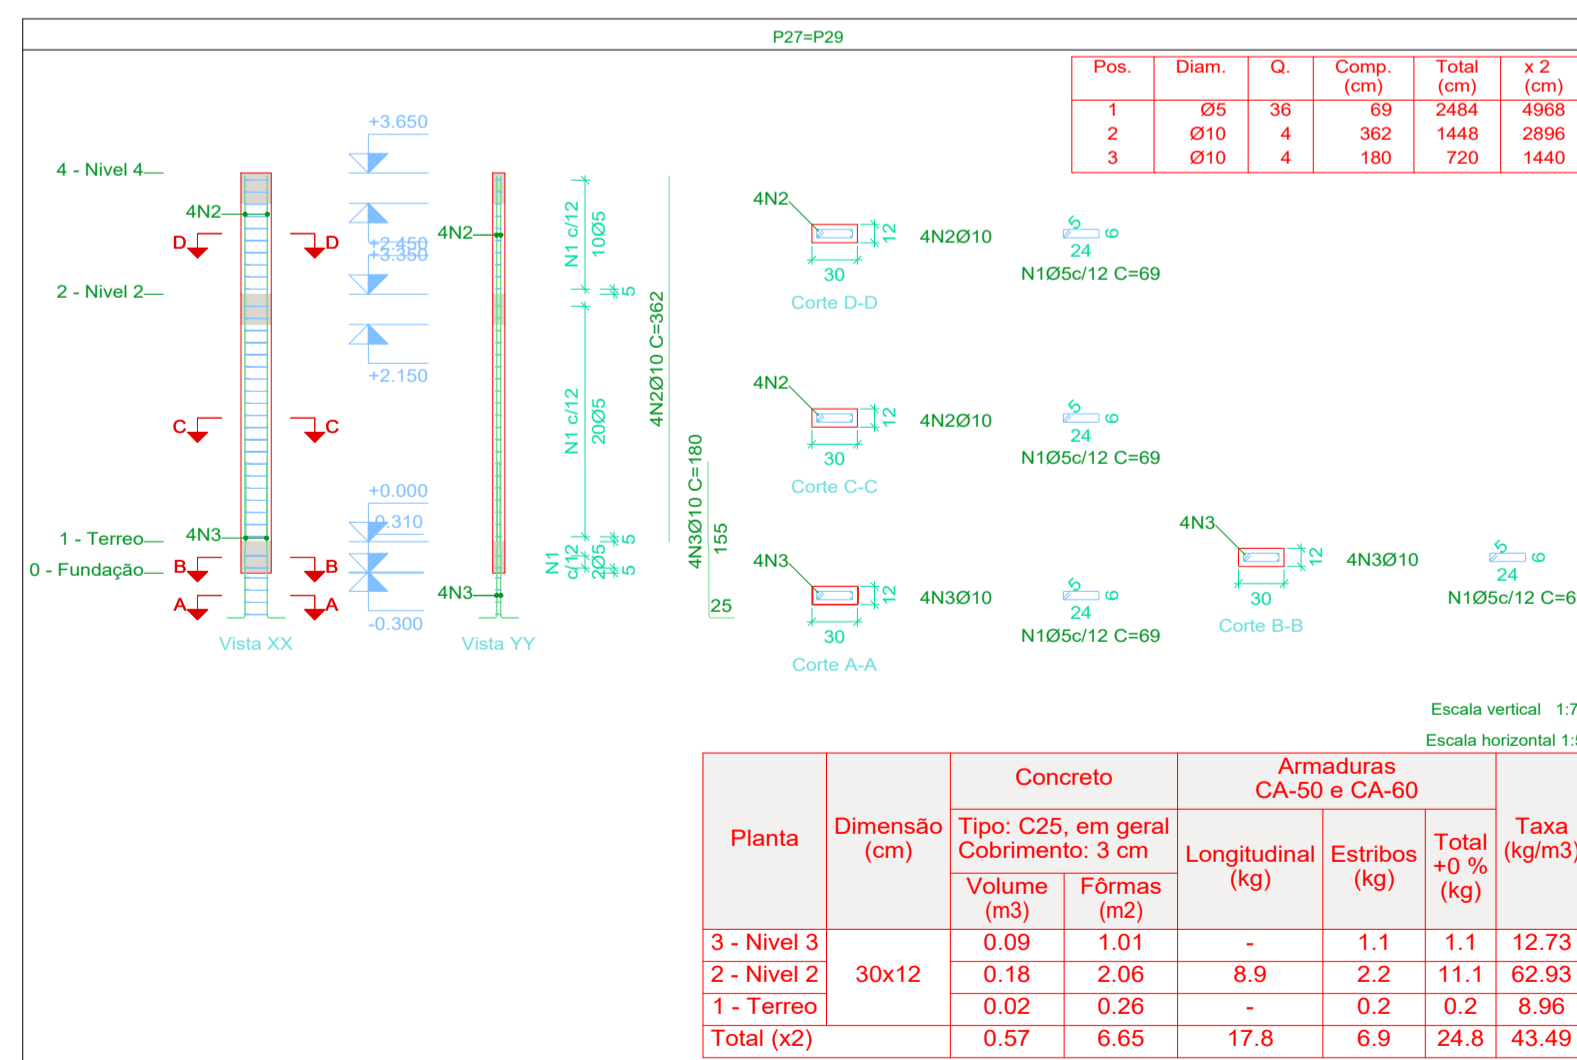 P27=P29
Pos. Diam. Q. Comp. (cm) Total (cm) x 2 (cm)
1 Ø5 36 69 2484 4968
2 Ø10 4 362 1448 2896
3 Ø10 4 180 720 1440
4 - Nivel 4
2 - Nivel 2
1 - Terreo
0 - Fundação
4N2
D D
C C
4N3
B B
A A
Vista XX
+3.650
+2.450
+3.350
+2.150
+0.000
0.310
-0.300
4N2
4N3
Vista YY
N1 c/12
10Ø5
5
N1 c/12
20Ø5
5
N1
c/12
2Ø5
5
4N2Ø10 C=362
4N3Ø10 C=180
155
25
4N2
12
30
4N2Ø10
Corte D-D
5
6
24
N1Ø5c/12 C=69
4N2
12
30
4N2Ø10
Corte C-C
5
6
24
N1Ø5c/12 C=69
4N3
12
30
4N3Ø10
Corte A-A
5
6
24
N1Ø5c/12 C=69
4N3
12
30
4N3Ø10
Corte B-B
5
6
24
N1Ø5c/12 C=6
Escala vertical 1:7
Escala horizontal 1:5
Planta
Dimensão
(cm)
Concreto
Tipo: C25, em geral
Cobrimento: 3 cm
Volume
(m3)
Fôrmas
(m2)
Armaduras
CA-50 e CA-60
Longitudinal
(kg)
Estribos
(kg)
Total
+0 %
(kg)
Taxa
(kg/m3)
3 - Nivel 3 0.09 1.01 - 1.1 1.1 12.73
2 - Nivel 2 30x12 0.18 2.06 8.9 2.2 11.1 62.93
1 - Terreo 0.02 0.26 - 0.2 0.2 8.96
Total (x2) 0.57 6.65 17.8 6.9 24.8 43.49